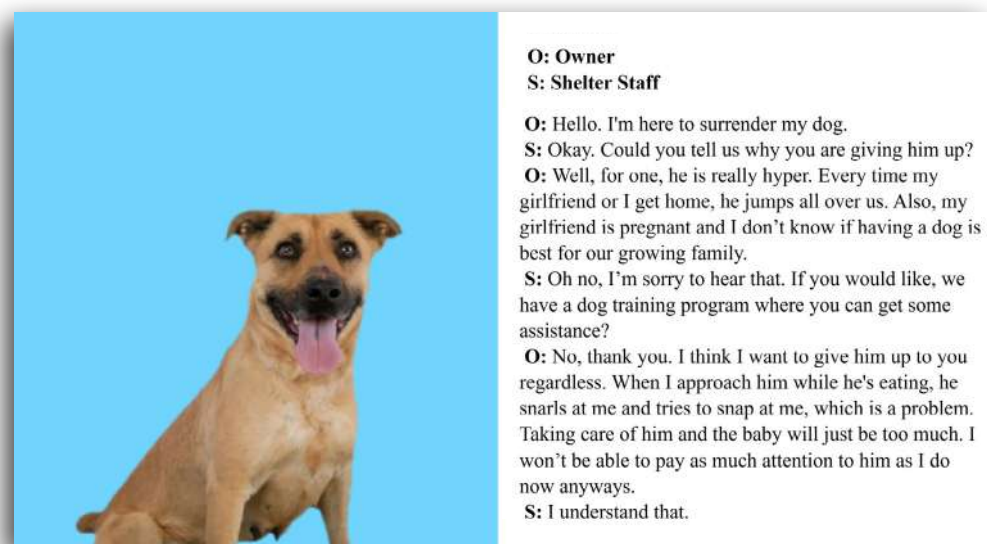 O: Owner
S: Shelter Staff
O: Hello. I'm here to surrender my dog.
S: Okay. Could you tell us why you are giving him up?
O: Well, for one, he is really hyper. Every time my
girlfriend or I get home, he jumps all over us. Also, my
girlfriend is pregnant and I don’t know if having a dog is
best for our growing family.
S: Oh no, I’m sorry to hear that. If you would like, we
have a dog training program where you can get some
assistance?
O: No, thank you. I think I want to give him up to you
regardless. When I approach him while he's eating, he
snarls at me and tries to snap at me, which is a problem.
Taking care of him and the baby will just be too much. I
won’t be able to pay as much attention to him as I do
now anyways.
S: I understand that.